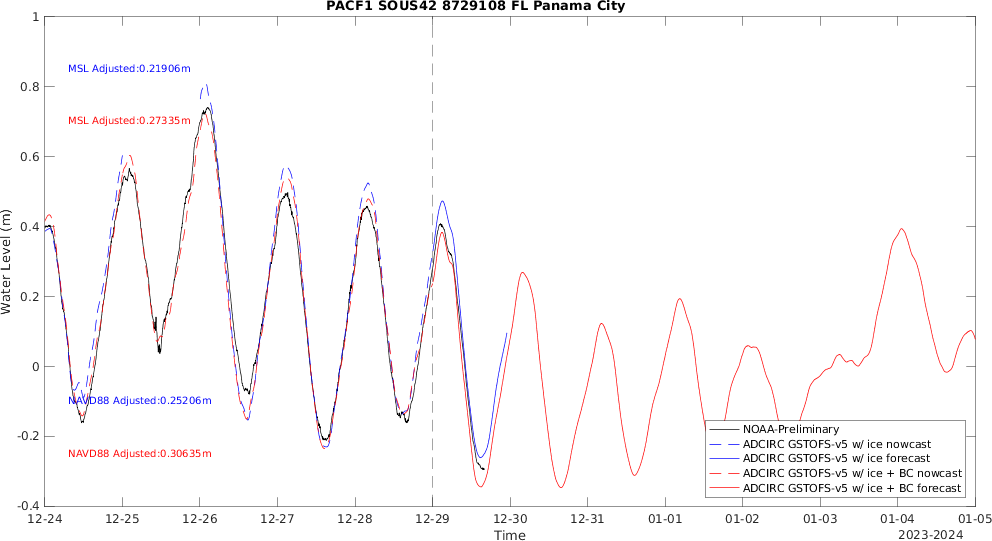 PACF1 SOUS42 8729108 FL Panama City
1
0.8
0.6
0.4
0.2
0
-0.2
-0.4
Water Level (m)
MSL Adjusted:0.21906m
MSL Adjusted:0.27335m
NAVD88 Adjusted:0.25206m
NAVD88 Adjusted:0.30635m
NOAA-Preliminary
ADCIRC GSTOFS-v5 w/ ice nowcast
ADCIRC GSTOFS-v5 w/ ice forecast
ADCIRC GSTOFS-v5 w/ ice + BC nowcast
ADCIRC GSTOFS-v5 w/ ice + BC forecast
12-24 12-25 12-26 12-27 12-28 12-29 12-30 12-31 01-01 01-02 01-03 01-04 01-05
Time
2023-2024